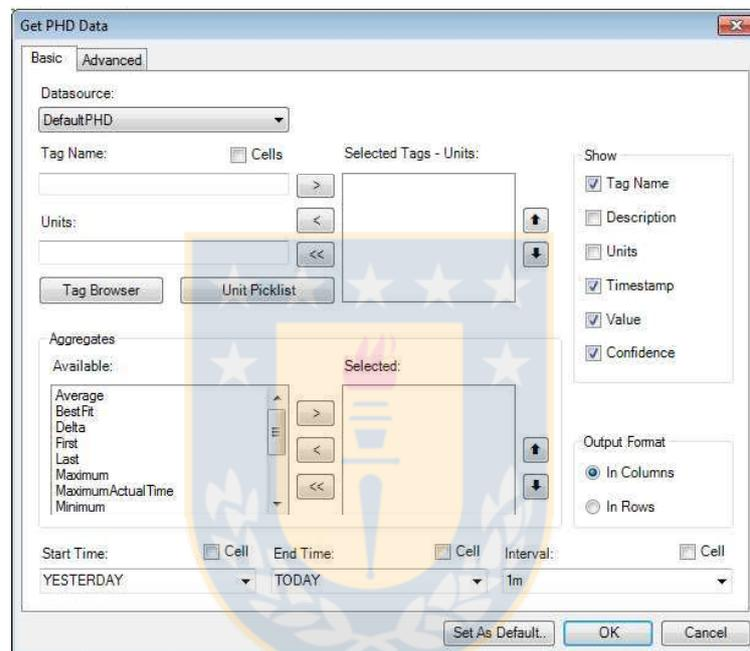 Get PHD Data
Basic Advanced
Datasource:
DefaultPHD
Tag Name: Cells Selected Tags - Units:
>
Units: <
<<
Tag Browser Unit Picklist
Show
Tag Name
Description
Units
Timestamp
Value
Confidence
Aggregates
Available: Selected:
Average
BestFit
Delta
First
Last
Maximum
MaximumActualTime
Minimum
>
<
<<
Output Format
In Columns
In Rows
Start Time: Cell End Time: Cell Interval: Cell
YESTERDAY TODAY 1m
Set As Default.. OK Cancel